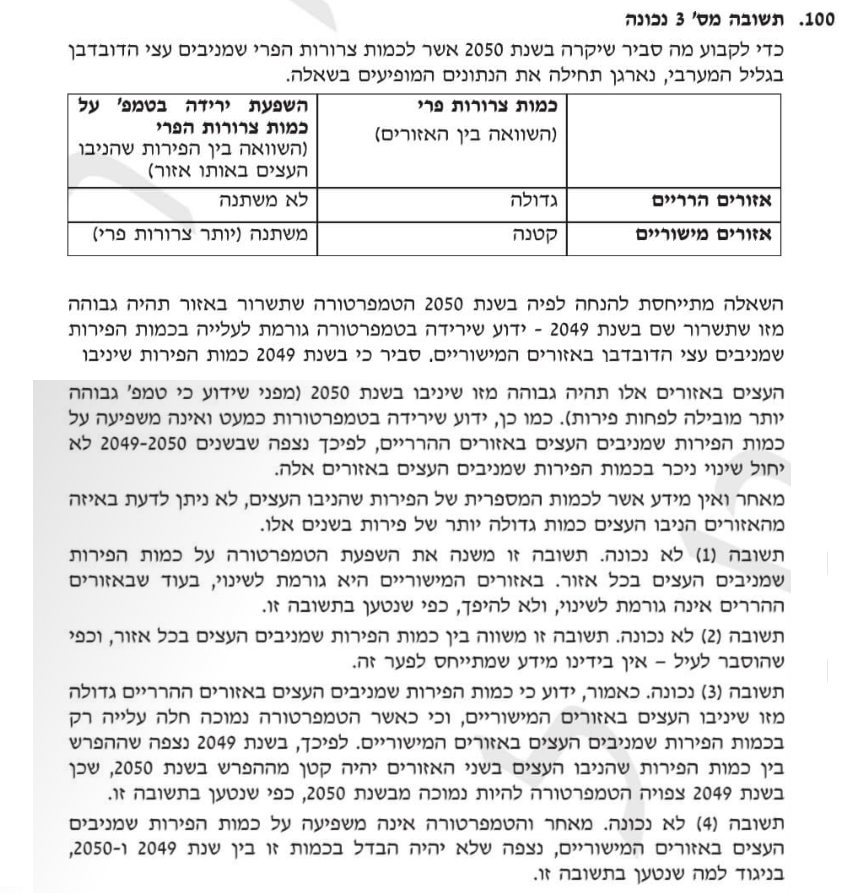 100. תשובה מס' 3 נכונה
כדי לקבוע מה סביר שיקרה בשנת 2050 אשר לכמות צרורות הפרי שמניבים עצי הדובדבן
בגליל המערבי, נארגן תחילה את הנתונים המופיעים בשאלה.
כמות צרורות פרי
(השוואה בין האזורים)
השפעת ירידה בטמפ' על
כמות צרורות הפרי
(השוואה בין הפירות שהניבו
העצים באותו אזור)
אזורים הרריים גדולה לא משתנה
אזורים מישוריים קטנה משתנה (יותר צרורות פרי)
השאלה מתייחסת להנחה לפיה בשנת 2050 הטמפרטורה שתשרור באזור תהיה גבוהה
מזו שתשרור שם בשנת 2049 - ידוע שירידה בטמפרטורה גורמת לעלייה בכמות הפירות
שמניבים עצי הדובדבן באזורים המישוריים. סביר כי בשנת 2049 כמות הפירות שיניבו
העצים באזורים אלו תהיה גבוהה מזו שיניבו בשנת 2050 (מפני שידוע כי טמפ' גבוהה
יותר מובילה לפחות פירות). כמו כן, ידוע שירידה בטמפרטורות כמעט ואינה משפיעה על
כמות הפירות שמניבים העצים באזורים ההרריים, לפיכך נצפה שבשנים 2049-2050 לא
יחול שינוי ניכר בכמות הפירות שמניבים העצים באזורים אלה.
מאחר ואין מידע אשר לכמות המספרית של הפירות שהניבו העצים, לא ניתן לדעת באיזה
מהאזורים הניבו העצים כמות גדולה יותר של פירות בשנים אלו.
תשובה (1) לא נכונה. תשובה זו משנה את השפעת הטמפרטורה על כמות הפירות
שמניבים העצים בכל אזור. באזורים המישוריים היא גורמת לשינוי, בעוד שבאזורים
ההררים אינה גורמת לשינוי, ולא להיפך, כפי שנטען בתשובה זו.
תשובה (2) לא נכונה. תשובה זו משווה בין כמות הפירות שמניבים העצים בכל אזור, וכפי
שהוסבר לעיל – אין בידינו מידע שמתייחס לפער זה.
תשובה (3) נכונה. כאמור, ידוע כי כמות הפירות שמניבים העצים באזורים ההרריים גדולה
מזו שיניבו העצים באזורים המישוריים, וכי כאשר הטמפרטורה נמוכה חלה עלייה רק
בכמות הפירות שמניבים העצים באזורים המישוריים. לפיכך, בשנת 2049 נצפה שההפרש
בין כמות הפירות שהניבו העצים בשני האזורים יהיה קטן מההפרש בשנת 2050, שכן
בשנת 2049 צפויה הטמפרטורה להיות נמוכה מבשנת 2050, כפי שנטען בתשובה זו.
תשובה (4) לא נכונה. מאחר והטמפרטורה אינה משפיעה על כמות הפירות שמניבים
העצים באזורים המישוריים, נצפה שלא יהיה הבדל בכמות זו בין שנת 2049 ו-2050,
בניגוד למה שנטען בתשובה זו.